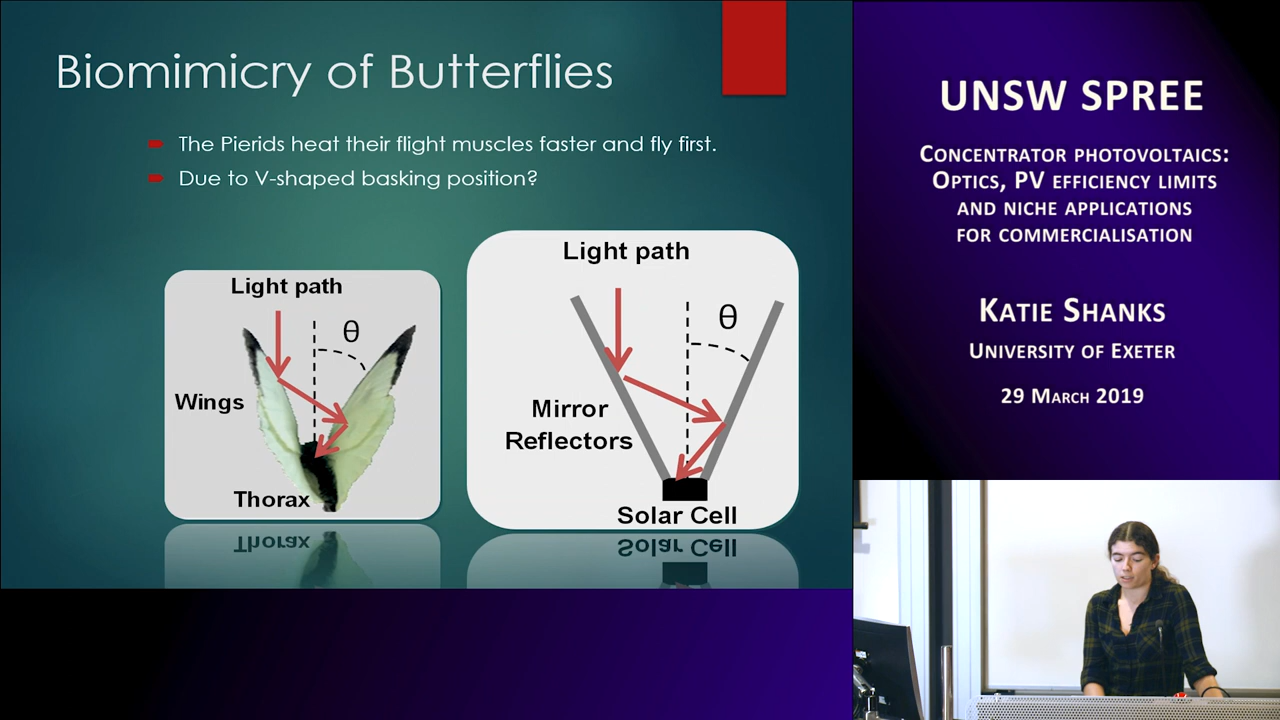 Biomimicry of Butterflies
The Pierids heat their flight muscles faster and fly first.
Due to V-shaped basking position?
Light path
θ
Wings
Thorax
Light path
θ
Mirror
Reflectors
Solar Cell
Thorax
Solar Cell
UNSW SPREE
Concentrator photovoltaics:
Optics, PV efficiency limits
and niche applications
for commercialisation
Katie Shanks
University of Exeter
29 March 2019